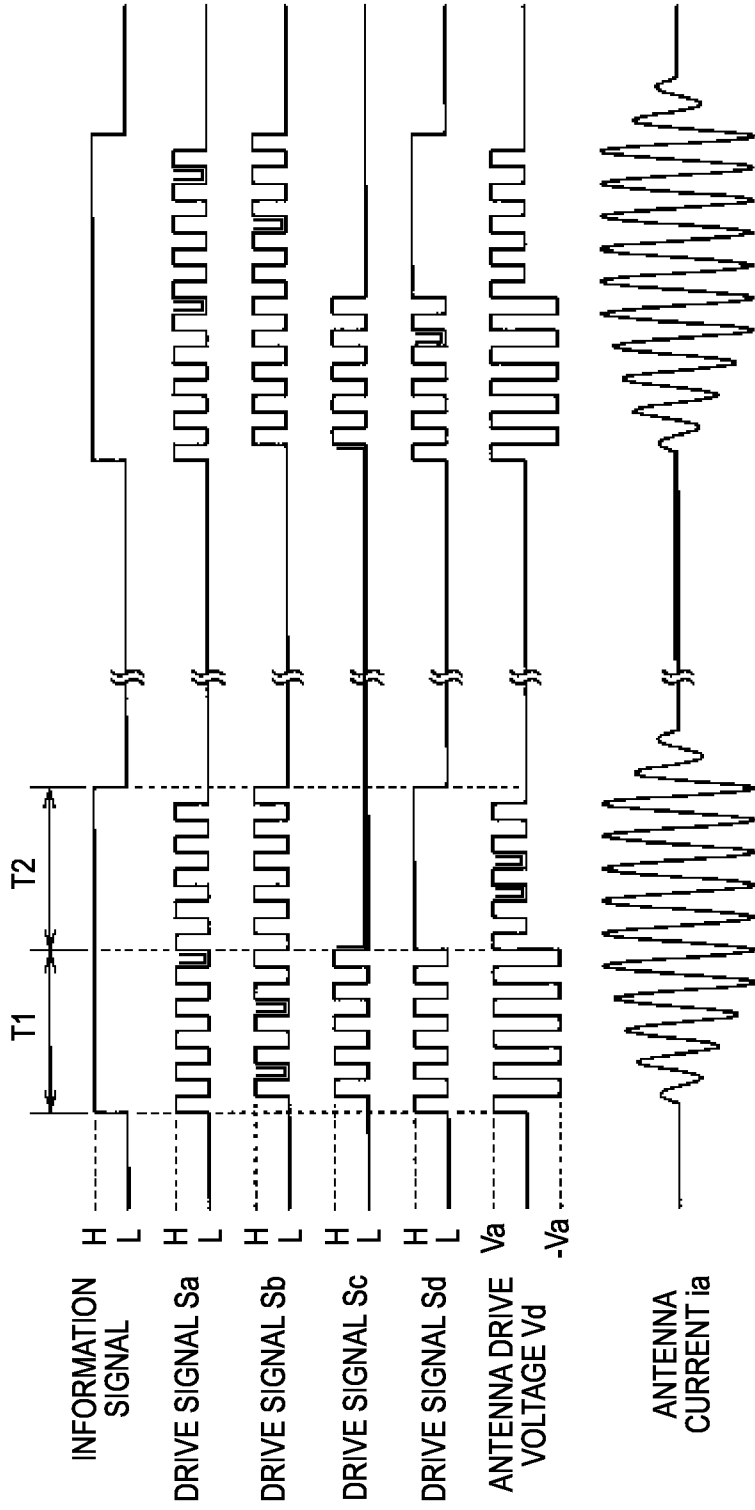 T1
T2
INFORMATION
SIGNAL
H
L
DRIVE SIGNAL Sa
H
L
DRIVE SIGNAL Sb
H
L
DRIVE SIGNAL Sc
H
L
DRIVE SIGNAL Sd
H
L
ANTENNA DRIVE
VOLTAGE Vd
Va
-Va
ANTENNA
CURRENT ia